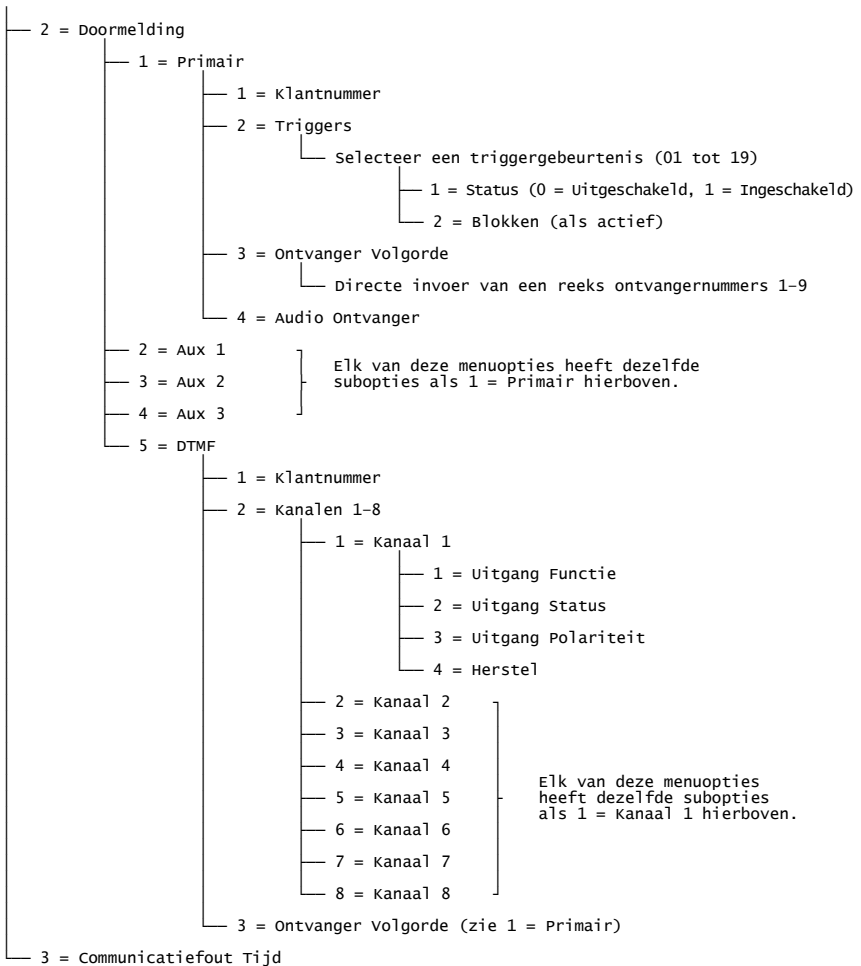 2 = Doormelding
1 = Primair
1 = Klantnummer
2 = Triggers
Selecteer een triggergebeurtenis (01 tot 19)
1 = Status (0 = Uitgeschakeld, 1 = Ingeschakeld)
2 = Blokken (als actief)
3 = Ontvanger Volgorde
Directe invoer van een reeks ontvangernummers 1–9
4 = Audio Ontvanger
2 = Aux 1
3 = Aux 2
4 = Aux 3
Elk van deze menuopties heeft dezelfde
subopties als 1 = Primair hierboven.
5 = DTMF
1 = Klantnummer
2 = Kanalen 1–8
1 = Kanaal 1
1 = Uitgang Functie
2 = Uitgang Status
3 = Uitgang Polariteit
4 = Herstel
2 = Kanaal 2
3 = Kanaal 3
4 = Kanaal 4
5 = Kanaal 5
6 = Kanaal 6
7 = Kanaal 7
8 = Kanaal 8
Elk van deze menuopties
heeft dezelfde subopties
als 1 = Kanaal 1 hierboven.
3 = Ontvanger Volgorde (zie 1 = Primair)
3 = Communicatiefout Tijd